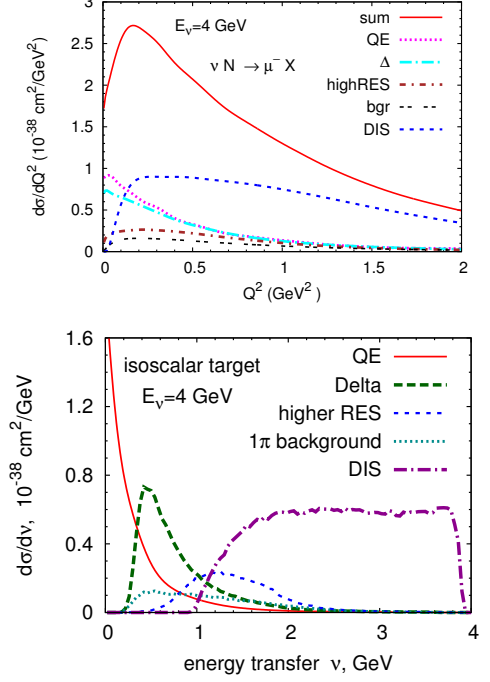 E_ν=4 GeV
ν N → μ⁻ X
sum
QE
Δ
highRES
bgr
DIS
dσ/dQ² (10⁻³⁸ cm²/GeV²)
3
2.5
2
1.5
1
0.5
0
0 0.5 1 1.5 2
Q² (GeV²)
isoscalar target
E_ν=4 GeV
QE
Delta
higher RES
1π background
DIS
dσ/dν, 10⁻³⁸ cm²/GeV
1.6
1.2
0.8
0.4
0
0 1 2 3 4
energy transfer ν, GeV